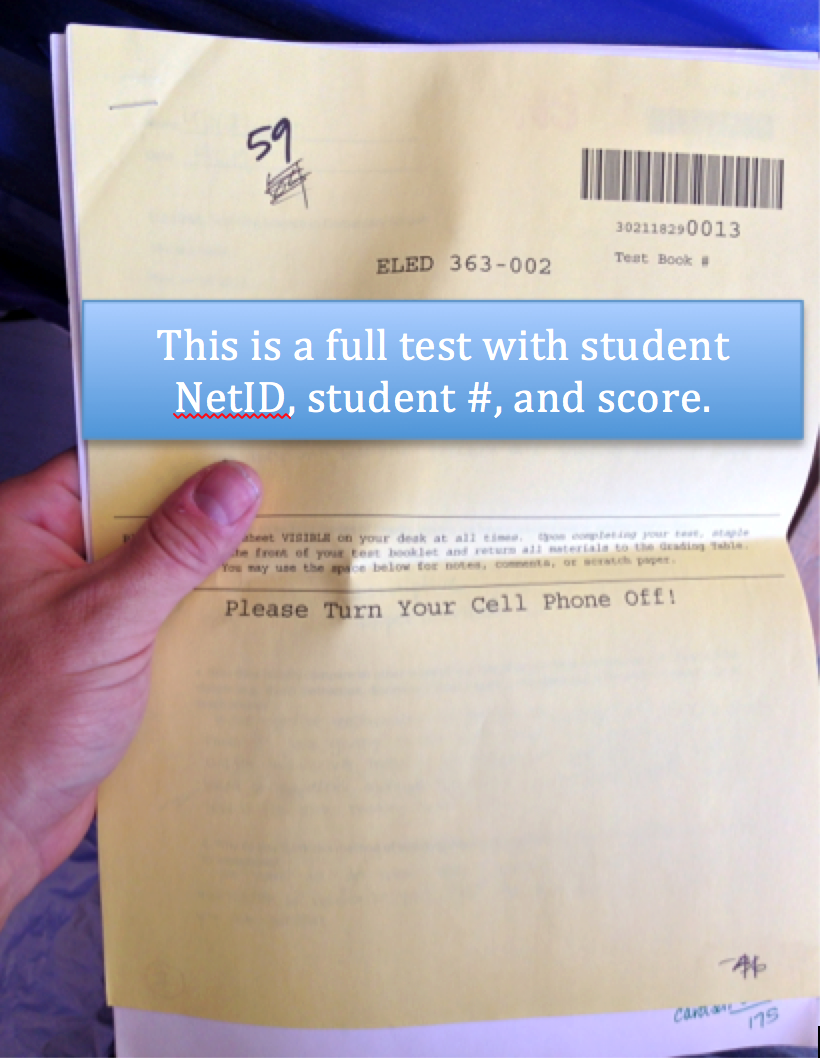 59
302118290013
ELED 363-002
Test Book #
This is a full test with student
NetID, student #, and score.
sheet VISIBLE on your desk at all times. Upon completing your test, staple
the front of your test booklet and return all materials to the Grading Table.
You may use the space below for notes, comments, or scratch paper.
Please Turn Your Cell Phone Off!
175